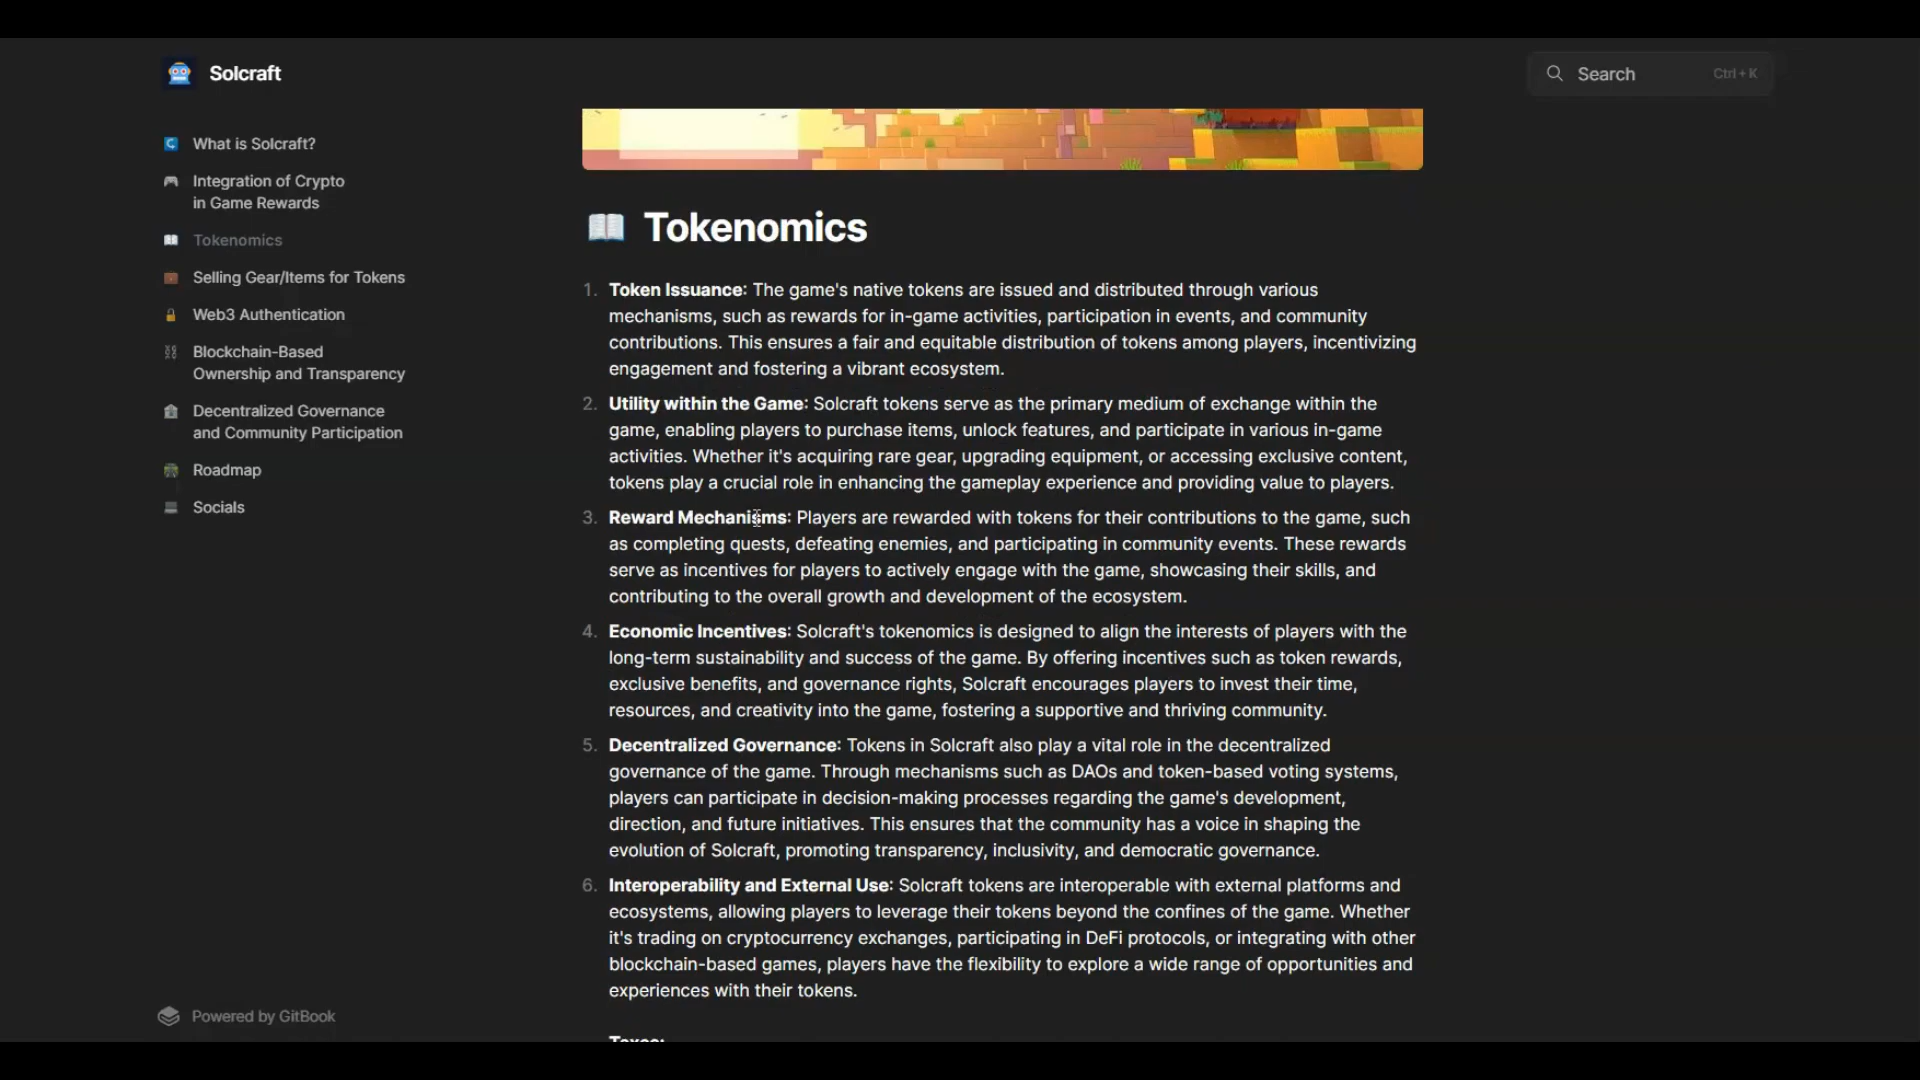 Solcraft
Search
Ctrl + K
What is Solcraft?
Integration of Crypto
in Game Rewards
Tokenomics
Selling Gear/Items for Tokens
Web3 Authentication
Blockchain-Based
Ownership and Transparency
Decentralized Governance
and Community Participation
Roadmap
Socials
Powered by GitBook
Tokenomics
1. Token Issuance: The game's native tokens are issued and distributed through various
mechanisms, such as rewards for in-game activities, participation in events, and community
contributions. This ensures a fair and equitable distribution of tokens among players, incentivizing
engagement and fostering a vibrant ecosystem.
2. Utility within the Game: Solcraft tokens serve as the primary medium of exchange within the
game, enabling players to purchase items, unlock features, and participate in various in-game
activities. Whether it's acquiring rare gear, upgrading equipment, or accessing exclusive content,
tokens play a crucial role in enhancing the gameplay experience and providing value to players.
3. Reward Mechanisms: Players are rewarded with tokens for their contributions to the game, such
as completing quests, defeating enemies, and participating in community events. These rewards
serve as incentives for players to actively engage with the game, showcasing their skills, and
contributing to the overall growth and development of the ecosystem.
4. Economic Incentives: Solcraft's tokenomics is designed to align the interests of players with the
long-term sustainability and success of the game. By offering incentives such as token rewards,
exclusive benefits, and governance rights, Solcraft encourages players to invest their time,
resources, and creativity into the game, fostering a supportive and thriving community.
5. Decentralized Governance: Tokens in Solcraft also play a vital role in the decentralized
governance of the game. Through mechanisms such as DAOs and token-based voting systems,
players can participate in decision-making processes regarding the game's development,
direction, and future initiatives. This ensures that the community has a voice in shaping the
evolution of Solcraft, promoting transparency, inclusivity, and democratic governance.
6. Interoperability and External Use: Solcraft tokens are interoperable with external platforms and
ecosystems, allowing players to leverage their tokens beyond the confines of the game. Whether
it's trading on cryptocurrency exchanges, participating in DeFi protocols, or integrating with other
blockchain-based games, players have the flexibility to explore a wide range of opportunities and
experiences with their tokens.
Taxes: